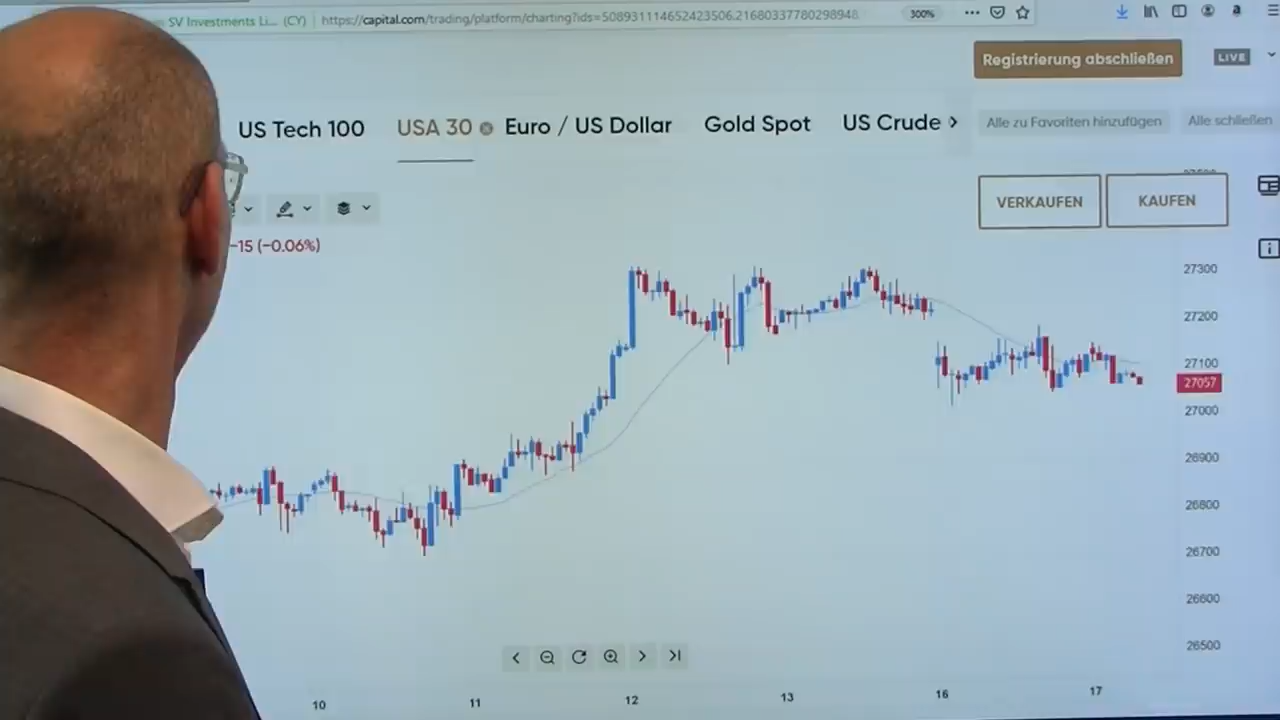 SV Investments Li... (CY) https://capital.com/trading/platform/charting?ids=508931114652423506.21680337780298948 300%
Registrierung abschließen LIVE
US Tech 100 USA 30 Euro / US Dollar Gold Spot US Crude Alle zu Favoriten hinzufügen Alle schließen
VERKAUFEN KAUFEN
−15 (−0.06%)
27300
27200
27100
27057
27000
26900
26800
26700
26600
26500
10 11 12 13 16 17